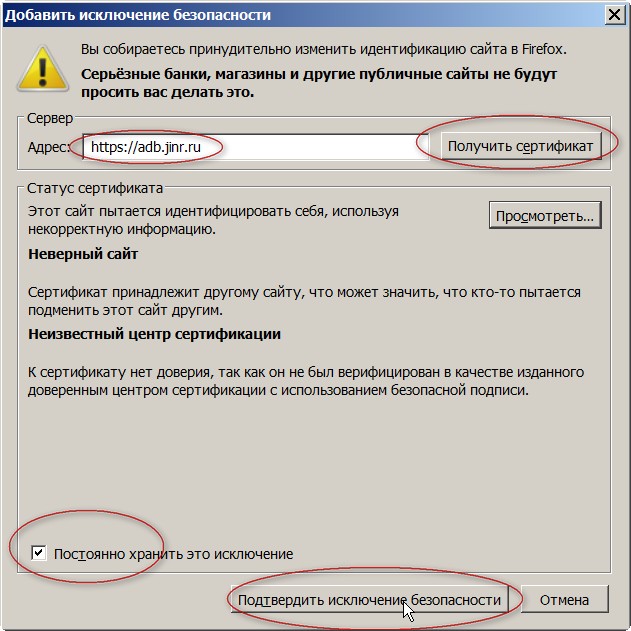 Добавить исключение безопасности
Вы собираетесь принудительно изменить идентификацию сайта в Firefox.
Серьёзные банки, магазины и другие публичные сайты не будут
просить вас делать это.
Сервер
Адрес: https://adb.jinr.ru Получить сертификат
Статус сертификата
Этот сайт пытается идентифицировать себя, используя
некорректную информацию.
Просмотреть...
Неверный сайт
Сертификат принадлежит другому сайту, что может значить, что кто-то пытается
подменить этот сайт другим.
Неизвестный центр сертификации
К сертификату нет доверия, так как он не был верифицирован в качестве изданного
доверенным центром сертификации с использованием безопасной подписи.
Постоянно хранить это исключение
Подтвердить исключение безопасности Отмена